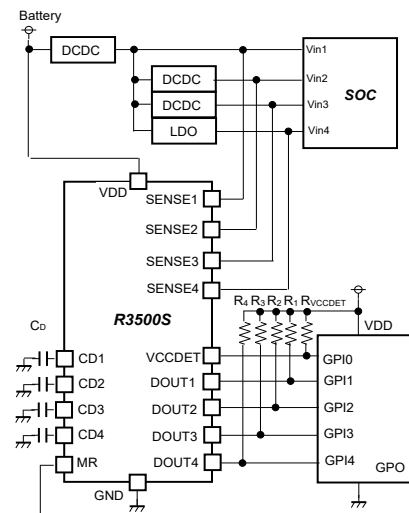 Battery
DCDC
Vin1
DCDC
Vin2
SOC
DCDC
Vin3
LDO
Vin4
VDD
SENSE1
SENSE2
SENSE3
SENSE4
R3500S
R4 R3 R2 R1 RVCCDET
CD
VDD
VCCDET
GPI0
CD1
DOUT1
GPI1
CD2
DOUT2
GPI2
CD3
DOUT3
GPI3
CD4
DOUT4
GPI4
MR
GPO
GND